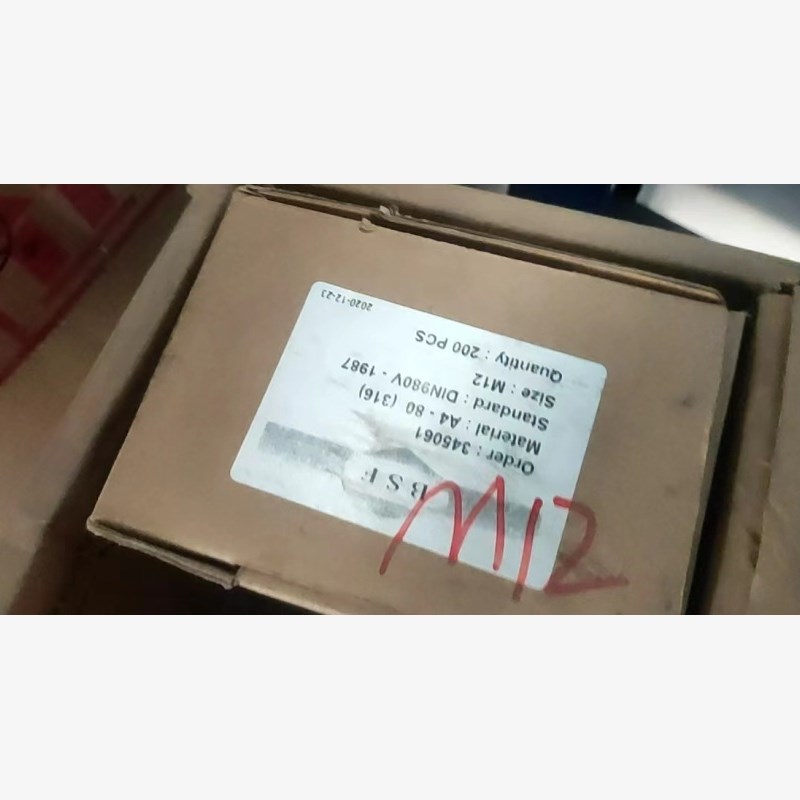 BSF
Order : 345061
Material : A4 - 80 (316)
Standard : DIN980V - 1987
Size : M12
Quantity : 200 PCS
2020-12-23
M12